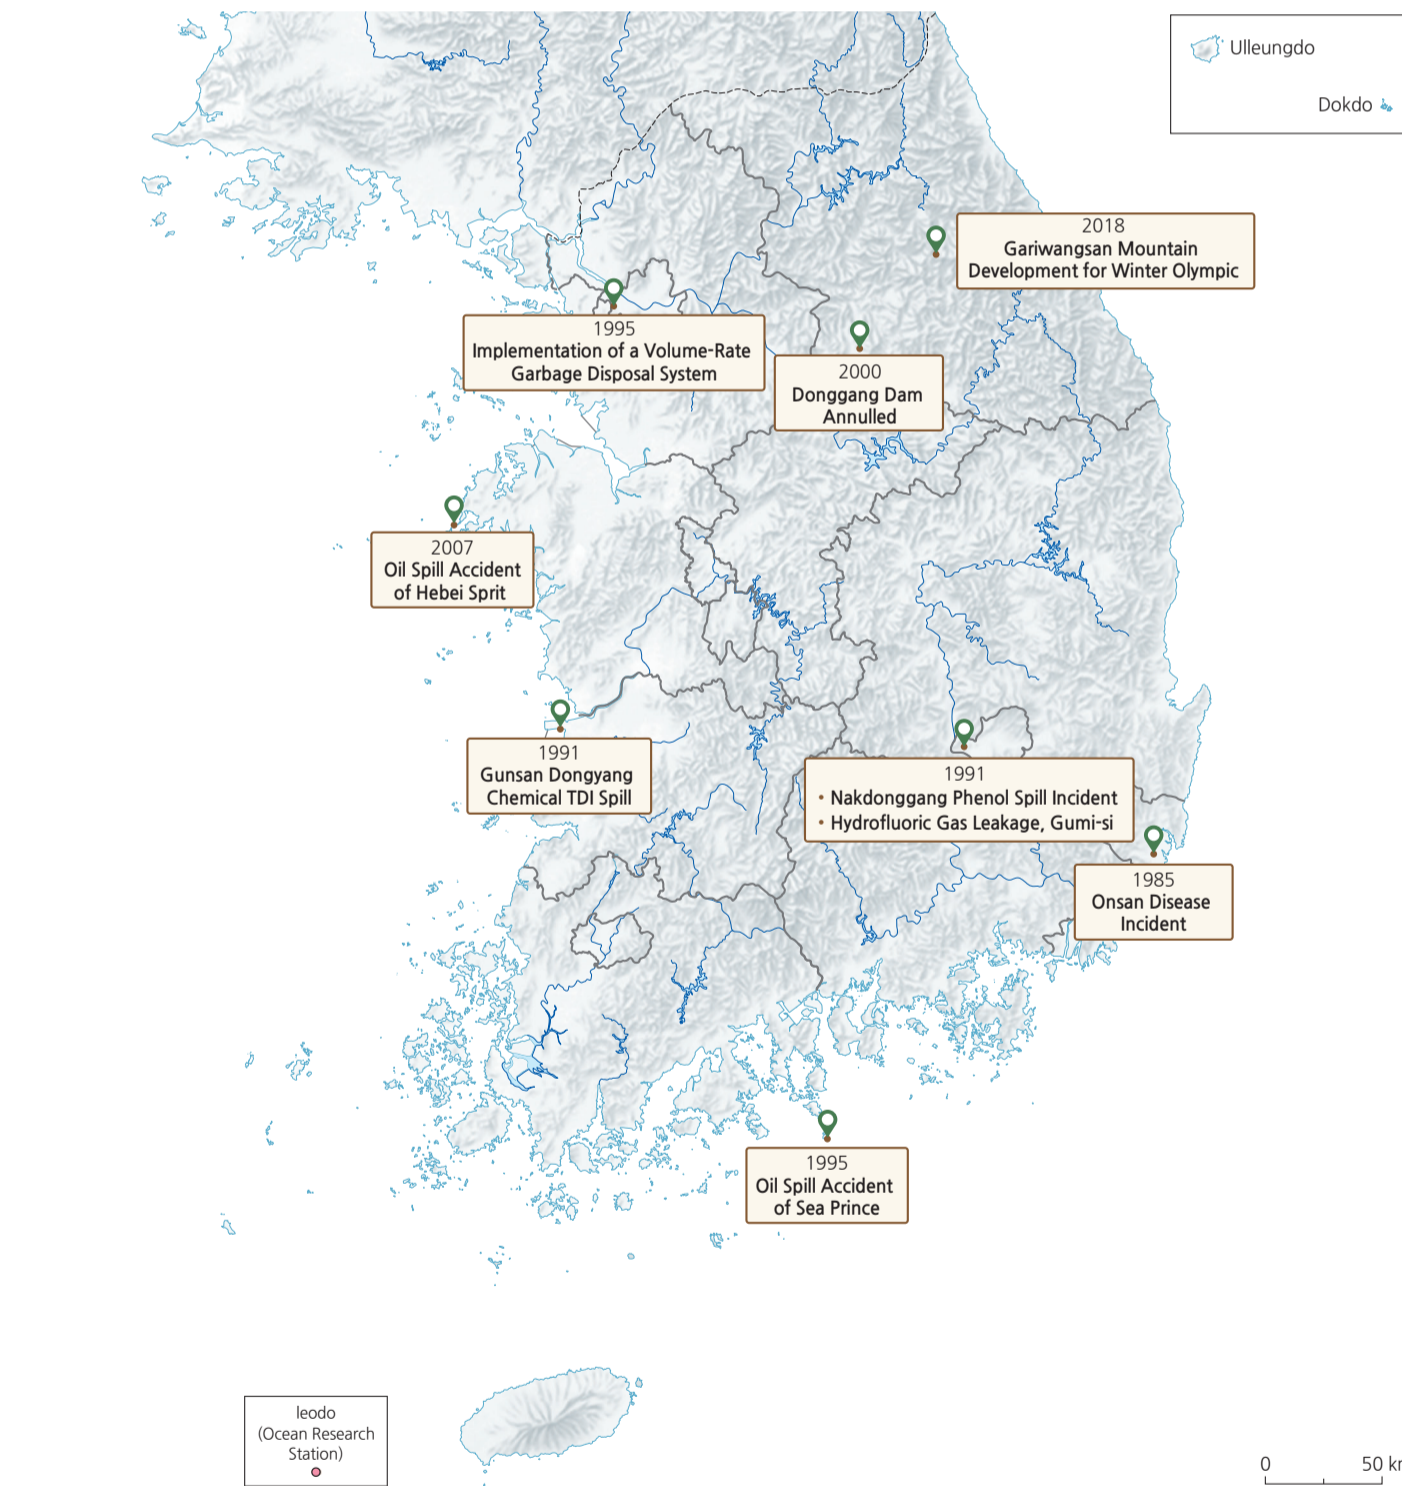 Ulleungdo
Dokdo
2018
Gariwangsan Mountain
Development for Winter Olympic
1995
Implementation of a Volume-Rate
Garbage Disposal System
2000
Donggang Dam
Annulled
2007
Oil Spill Accident
of Hebei Sprit
1991
Gunsan Dongyang
Chemical TDI Spill
1991
• Nakdonggang Phenol Spill Incident
• Hydrofluoric Gas Leakage, Gumi-si
1985
Onsan Disease
Incident
1995
Oil Spill Accident
of Sea Prince
Ieodo
(Ocean Research
Station)
0 50 k